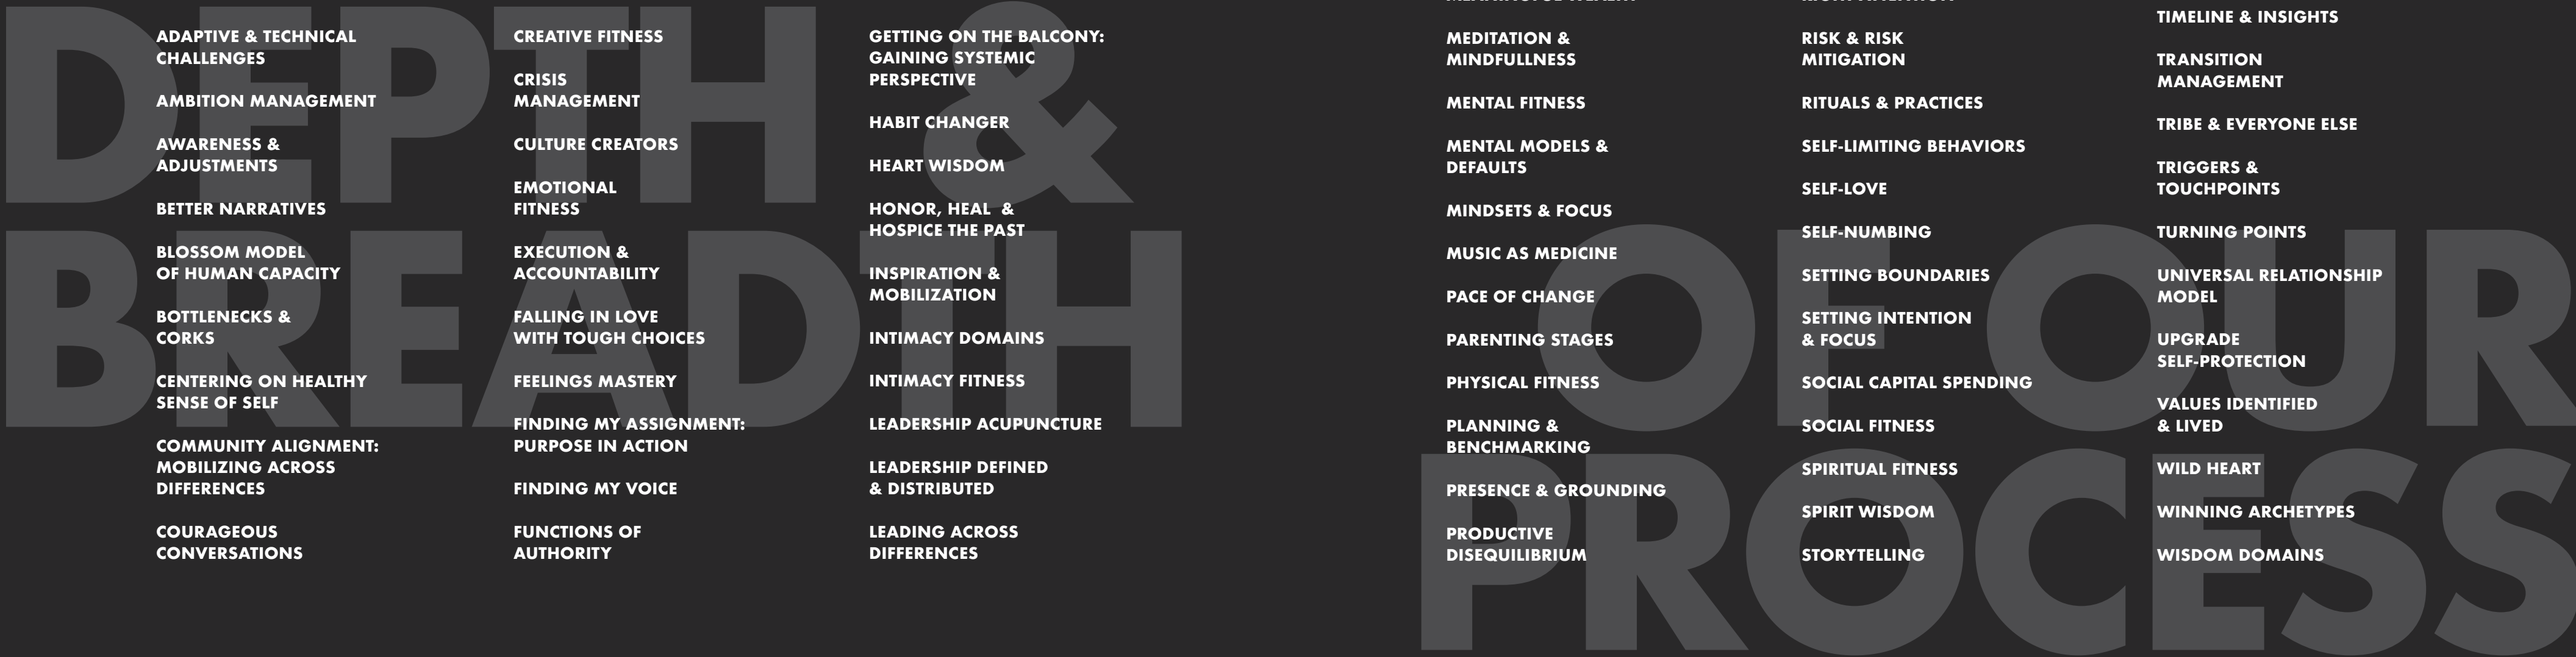 DEPTH &
BREADTH
ADAPTIVE & TECHNICAL
CHALLENGES
AMBITION MANAGEMENT
AWARENESS &
ADJUSTMENTS
BETTER NARRATIVES
BLOSSOM MODEL
OF HUMAN CAPACITY
BOTTLENECKS &
CORKS
CENTERING ON HEALTHY
SENSE OF SELF
COMMUNITY ALIGNMENT:
MOBILIZING ACROSS
DIFFERENCES
COURAGEOUS
CONVERSATIONS
CREATIVE FITNESS
CRISIS
MANAGEMENT
CULTURE CREATORS
EMOTIONAL
FITNESS
EXECUTION &
ACCOUNTABILITY
FALLING IN LOVE
WITH TOUGH CHOICES
FEELINGS MASTERY
FINDING MY ASSIGNMENT:
PURPOSE IN ACTION
FINDING MY VOICE
FUNCTIONS OF
AUTHORITY
GETTING ON THE BALCONY:
GAINING SYSTEMIC
PERSPECTIVE
HABIT CHANGER
HEART WISDOM
HONOR, HEAL &
HOSPICE THE PAST
INSPIRATION &
MOBILIZATION
INTIMACY DOMAINS
INTIMACY FITNESS
LEADERSHIP ACUPUNCTURE
LEADERSHIP DEFINED
& DISTRIBUTED
LEADING ACROSS
DIFFERENCES
OF OUR
PROCESS
MEDITATION &
MINDFULLNESS
MENTAL FITNESS
MENTAL MODELS &
DEFAULTS
MINDSETS & FOCUS
MUSIC AS MEDICINE
PACE OF CHANGE
PARENTING STAGES
PHYSICAL FITNESS
PLANNING &
BENCHMARKING
PRESENCE & GROUNDING
PRODUCTIVE
DISEQUILIBRIUM
RISK & RISK
MITIGATION
RITUALS & PRACTICES
SELF-LIMITING BEHAVIORS
SELF-LOVE
SELF-NUMBING
SETTING BOUNDARIES
SETTING INTENTION
& FOCUS
SOCIAL CAPITAL SPENDING
SOCIAL FITNESS
SPIRITUAL FITNESS
SPIRIT WISDOM
STORYTELLING
TIMELINE & INSIGHTS
TRANSITION
MANAGEMENT
TRIBE & EVERYONE ELSE
TRIGGERS &
TOUCHPOINTS
TURNING POINTS
UNIVERSAL RELATIONSHIP
MODEL
UPGRADE
SELF-PROTECTION
VALUES IDENTIFIED
& LIVED
WILD HEART
WINNING ARCHETYPES
WISDOM DOMAINS